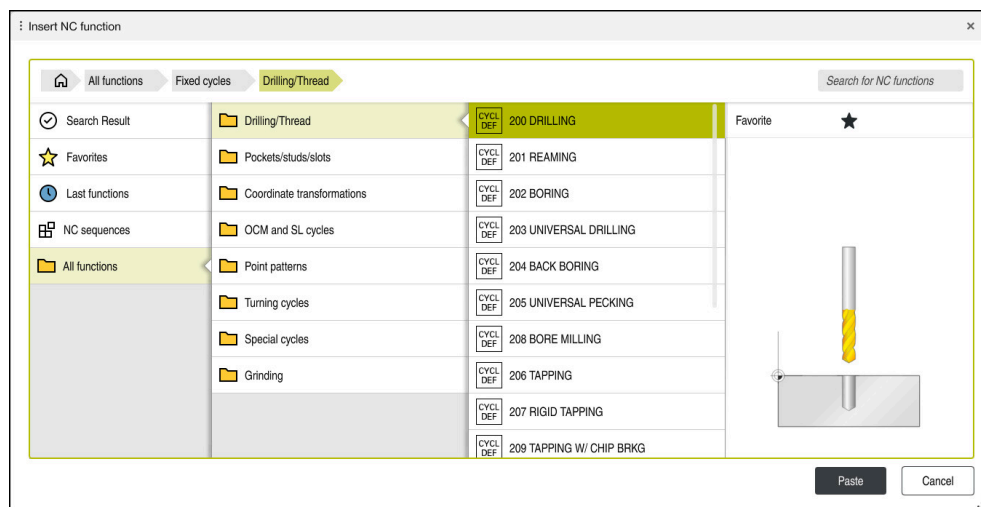 Insert NC function
All functions
Fixed cycles
Drilling/Thread
Search for NC functions
Search Result
Favorites
Last functions
NC sequences
All functions
Drilling/Thread
Pockets/studs/slots
Coordinate transformations
OCM and SL cycles
Point patterns
Turning cycles
Special cycles
Grinding
CYCL
DEF
200 DRILLING
CYCL
DEF
201 REAMING
CYCL
DEF
202 BORING
CYCL
DEF
203 UNIVERSAL DRILLING
CYCL
DEF
204 BACK BORING
CYCL
DEF
205 UNIVERSAL PECKING
CYCL
DEF
208 BORE MILLING
CYCL
DEF
206 TAPPING
CYCL
DEF
207 RIGID TAPPING
CYCL
DEF
209 TAPPING W/ CHIP BRKG
Favorite
Paste
Cancel